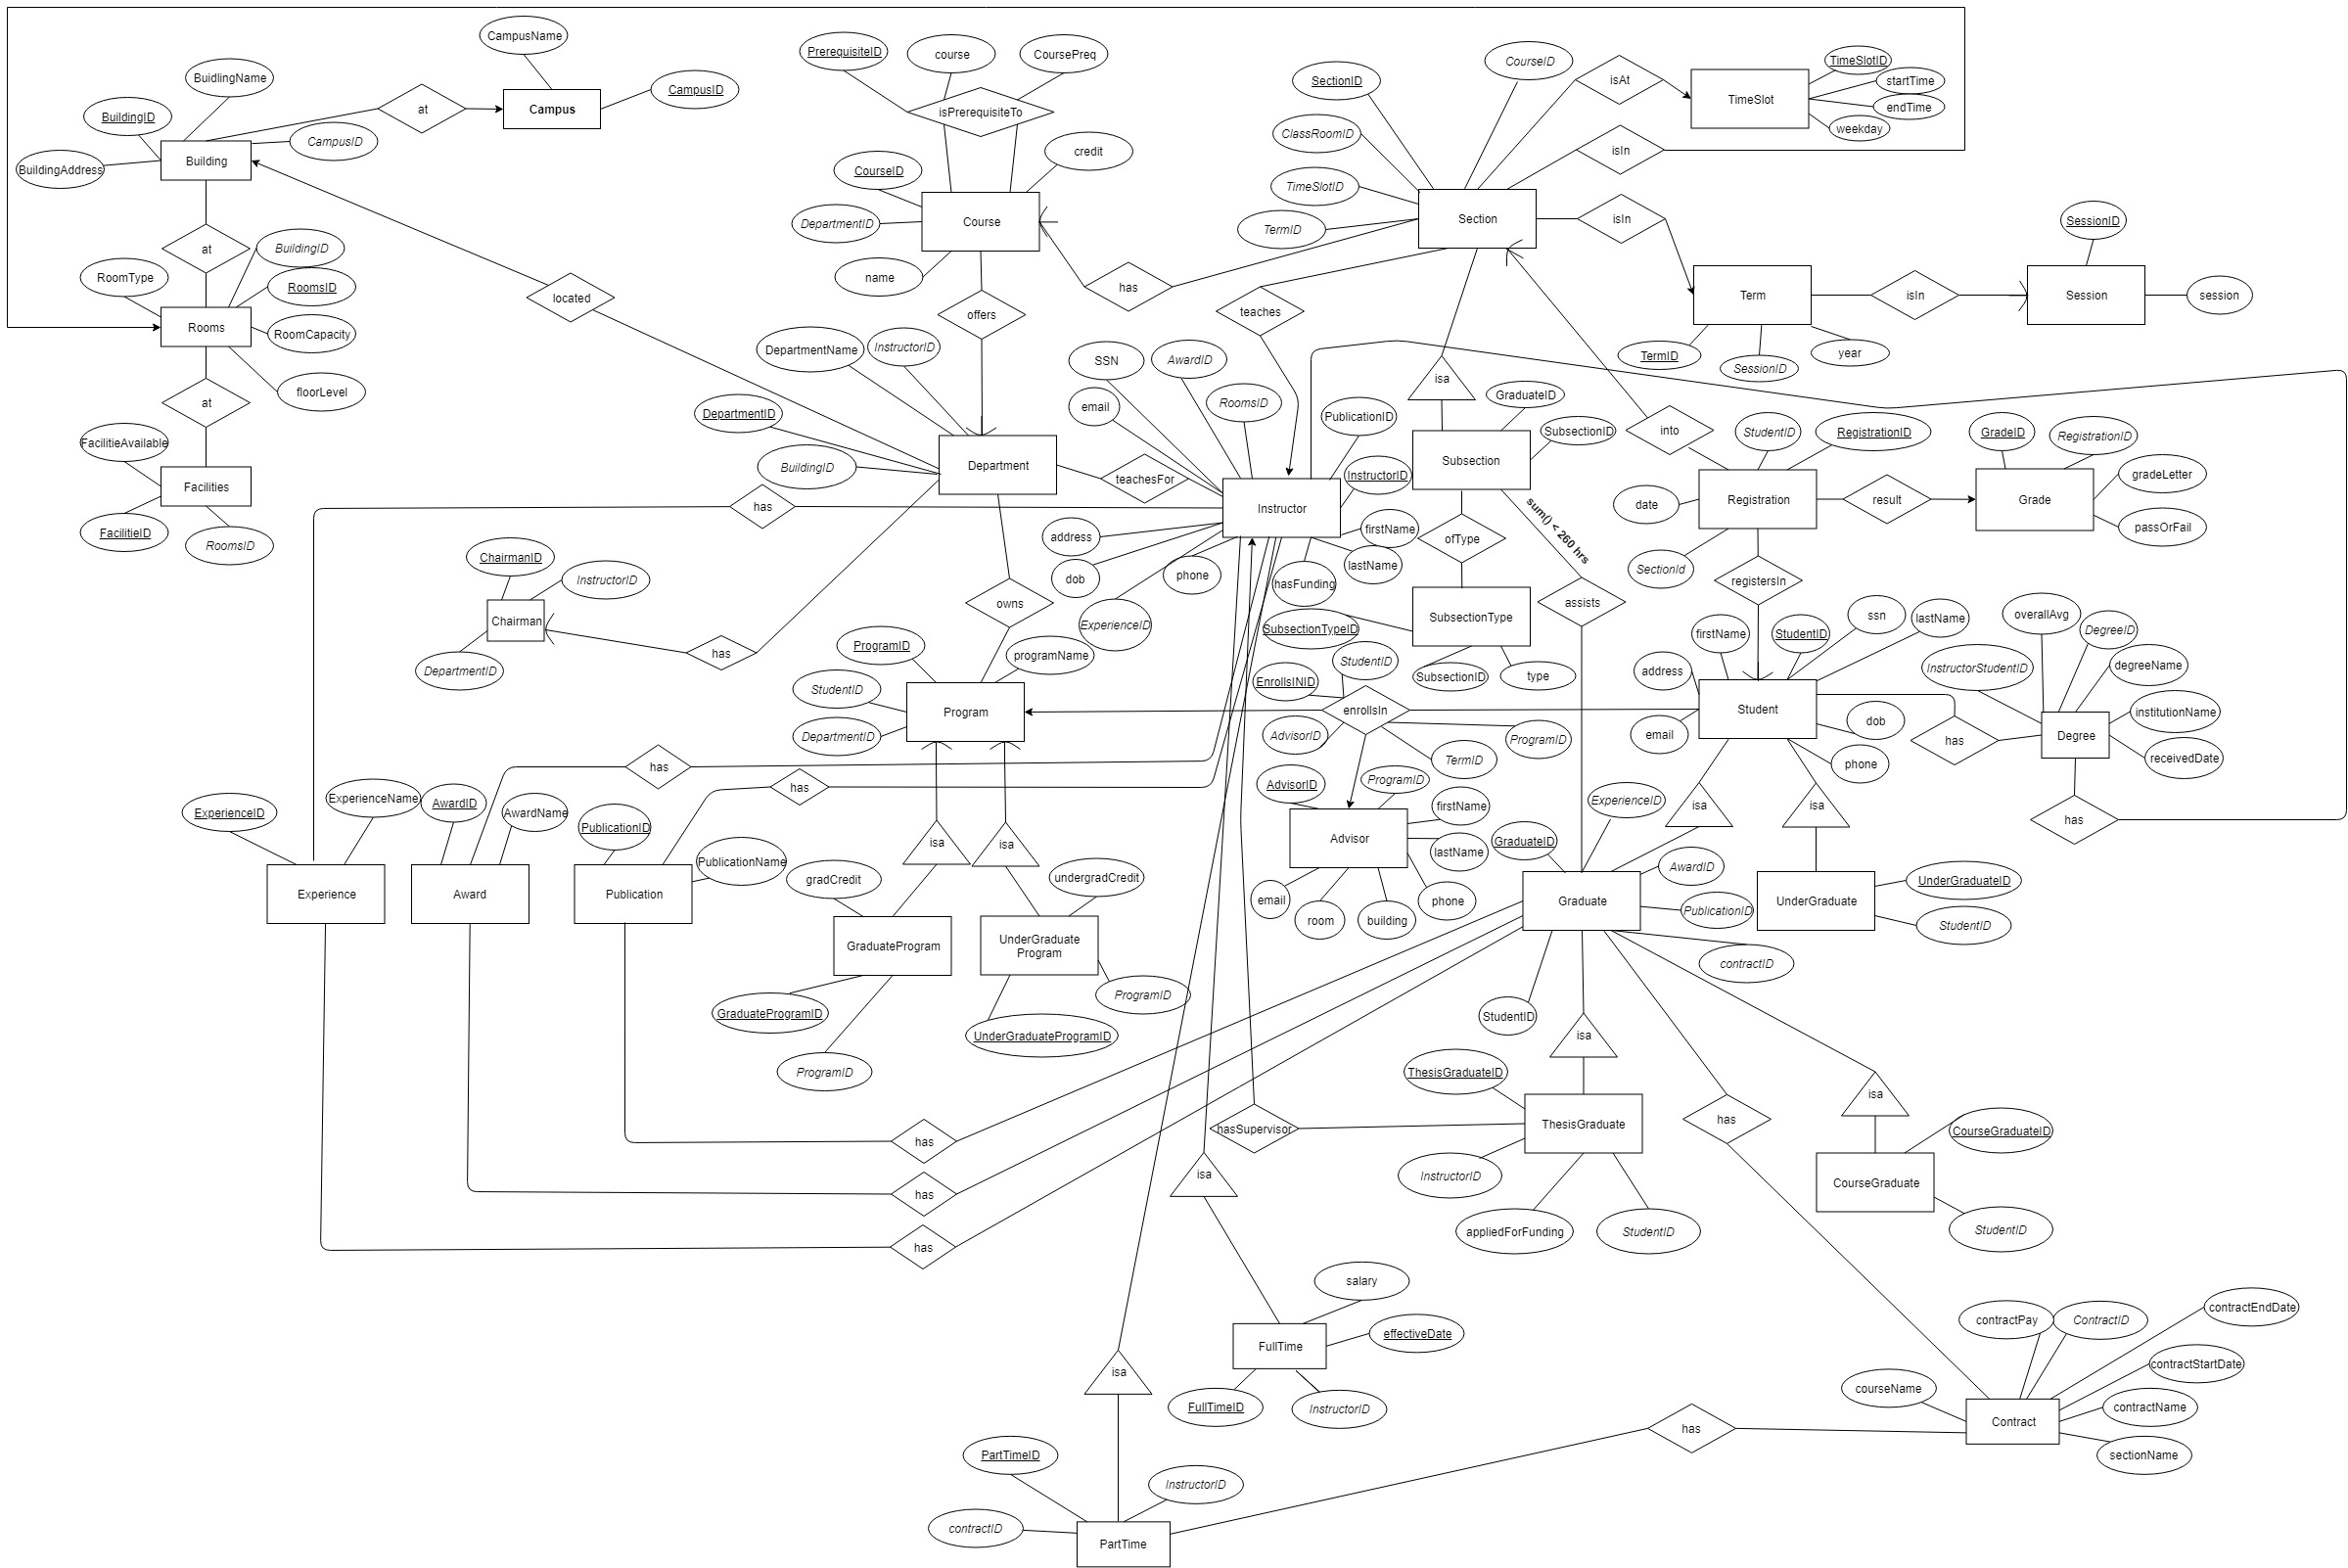 CampusName
PrerequisiteID
course
CoursePreq
CourseID
TimeSlotID
BuidlingName
SectionID
isAt
startTime
CampusID
TimeSlot
at
Campus
endTime
BuildingID
isPrerequisiteTo
weekday
ClassRoomID
CampusID
isIn
credit
Building
BuildingAddress
CourseID
TimeSlotID
DepartmentID
Course
Section
isIn
SessionID
TermID
at
BuildingID
name
has
RoomType
RoomsID
located
Term
isIn
Session
session
teaches
offers
Rooms
RoomCapacity
DepartmentName
InstructorID
year
TermID
SessionID
SSN
AwardID
isa
floorLevel
at
GraduateID
RoomsID
email
DepartmentID
PublicationID
into
StudentID
RegistrationID
GradeID
RegistrationID
SubsectionID
FacilitieAvailable
Subsection
BuildingID
Department
InstructorID
gradeLetter
teachesFor
Facilities
Registration
result
Grade
date
has
Instructor
sum() < 260 hrs
passOrFail
FacilitieID
firstName
address
ofType
RoomsID
ChairmanID
lastName
SectionId
InstructorID
dob
phone
hasFunding
registersIn
owns
assists
overallAvg
ssn
lastName
SubsectionType
Chairman
ExperienceID
SubsectionTypeID
firstName
StudentID
DegreeID
ProgramID
has
programName
StudentID
InstructorStudentID
degreeName
DepartmentID
address
SubsectionID
type
EnrollsINID
StudentID
Program
enrollsIn
Student
institutionName
dob
DepartmentID
AdvisorID
ProgramID
email
has
Degree
TermID
receivedDate
phone
has
ProgramID
AdvisorID
has
ExperienceName
AwardID
ExperienceID
isa
isa
firstName
ExperienceID
AwardName
has
PublicationID
Advisor
GraduateID
isa
isa
lastName
PublicationName
AwardID
undergradCredit
gradCredit
UnderGraduateID
Experience
Award
Publication
email
phone
Graduate
UnderGraduate
PublicationID
room
building
StudentID
GraduateProgram
UnderGraduate
Program
contractID
ProgramID
GraduateProgramID
StudentID
UnderGraduateProgramID
isa
ProgramID
ThesisGraduateID
isa
has
ThesisGraduate
hasSupervisor
CourseGraduateID
has
isa
InstructorID
CourseGraduate
has
appliedForFunding
StudentID
StudentID
has
salary
contractEndDate
contractPay
ContractID
effectiveDate
FullTime
contractStartDate
isa
courseName
FullTimeID
InstructorID
contractName
Contract
has
PartTimeID
sectionName
InstructorID
contractID
PartTime